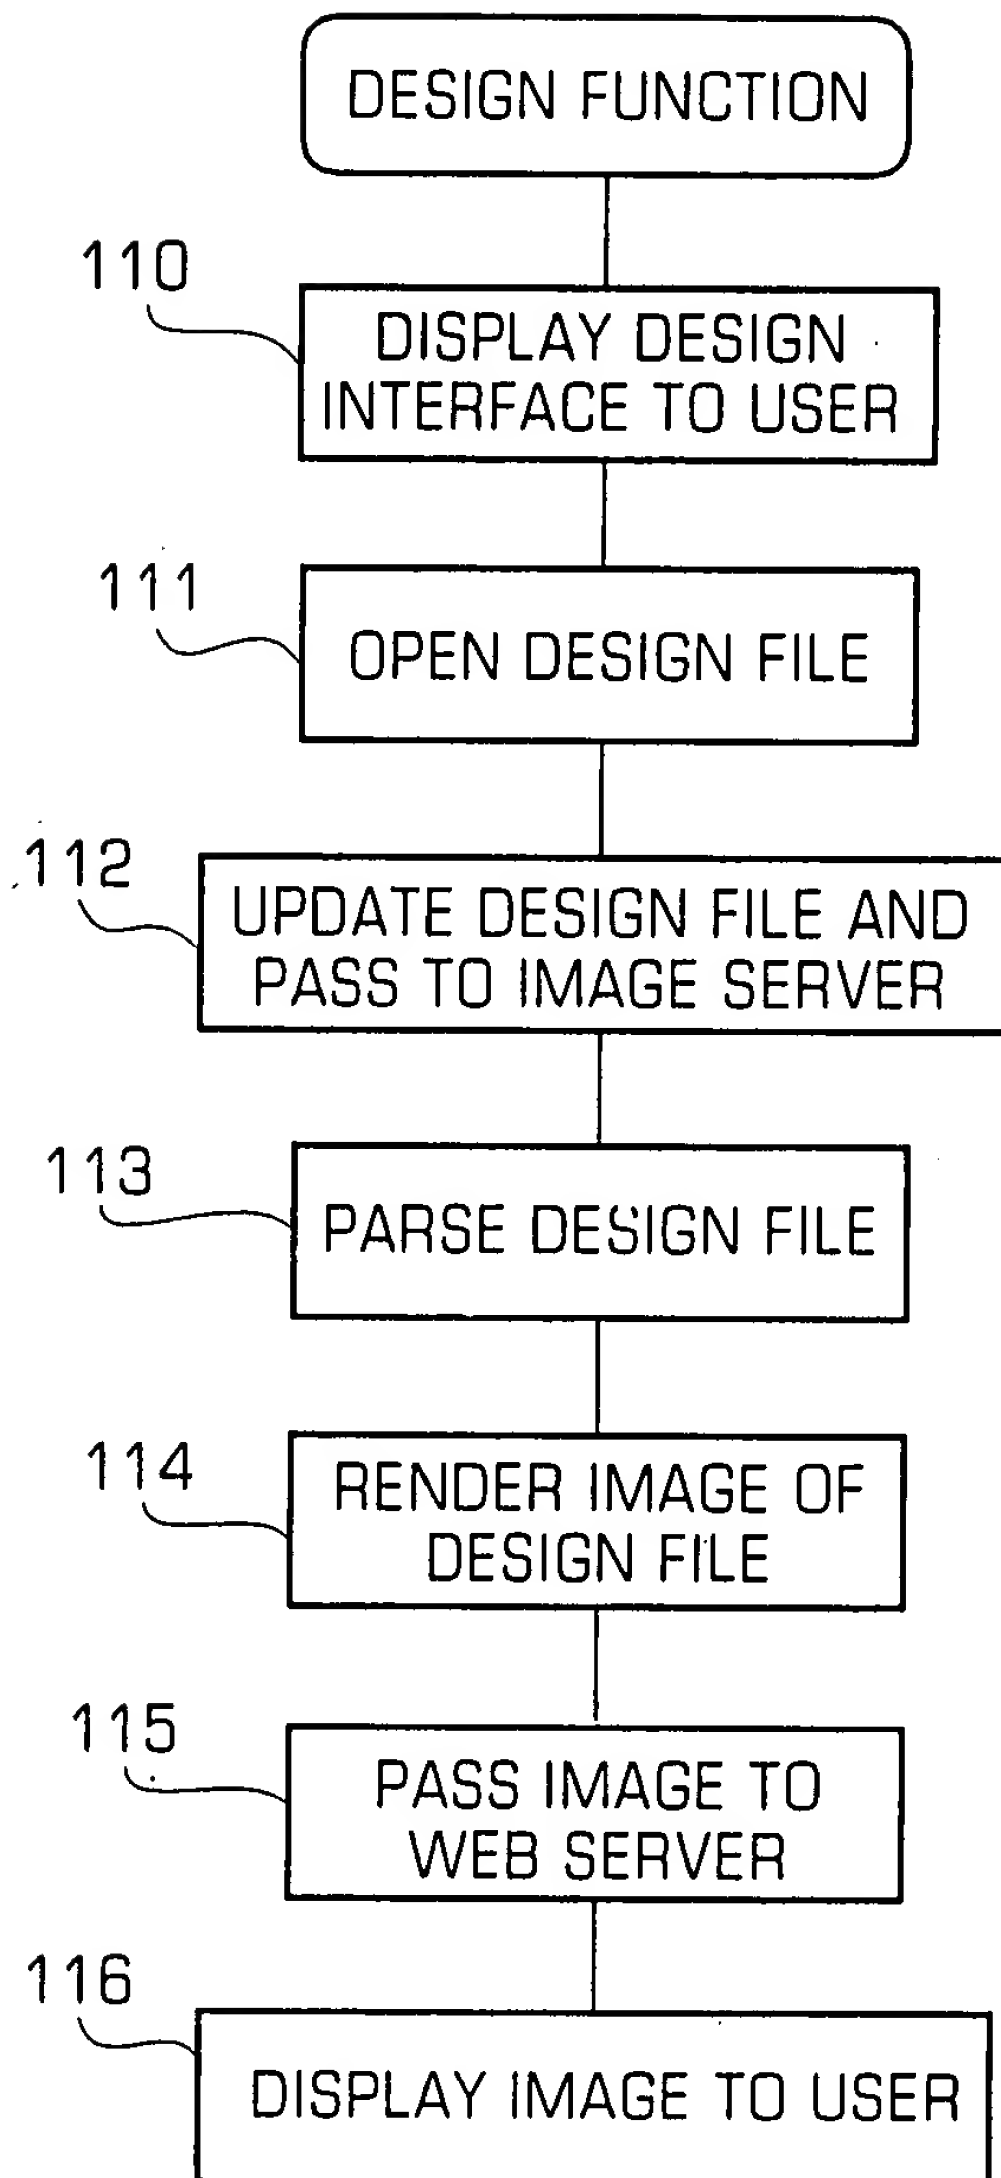 DESIGN FUNCTION
110
DISPLAY DESIGN
INTERFACE TO USER
111
OPEN DESIGN FILE
112
UPDATE DESIGN FILE AND
PASS TO IMAGE SERVER
113
PARSE DESIGN FILE
114
RENDER IMAGE OF
DESIGN FILE
115
PASS IMAGE TO
WEB SERVER
116
DISPLAY IMAGE TO USER